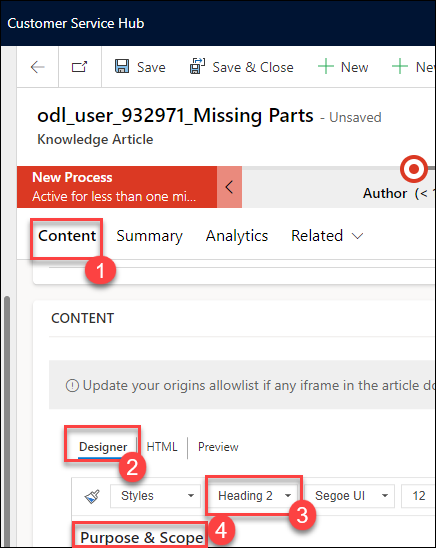 Customer Service Hub
Save Save & Close New Ne
odl_user_932971_Missing Parts - Unsaved
Knowledge Article
New Process
Active for less than one mi...
Author (< 1
Content Summary Analytics Related
1
CONTENT
Update your origins allowlist if any iframe in the article do
Designer HTML Preview
2
Styles Heading 2 Segoe UI 12
3
Purpose & Scope 4